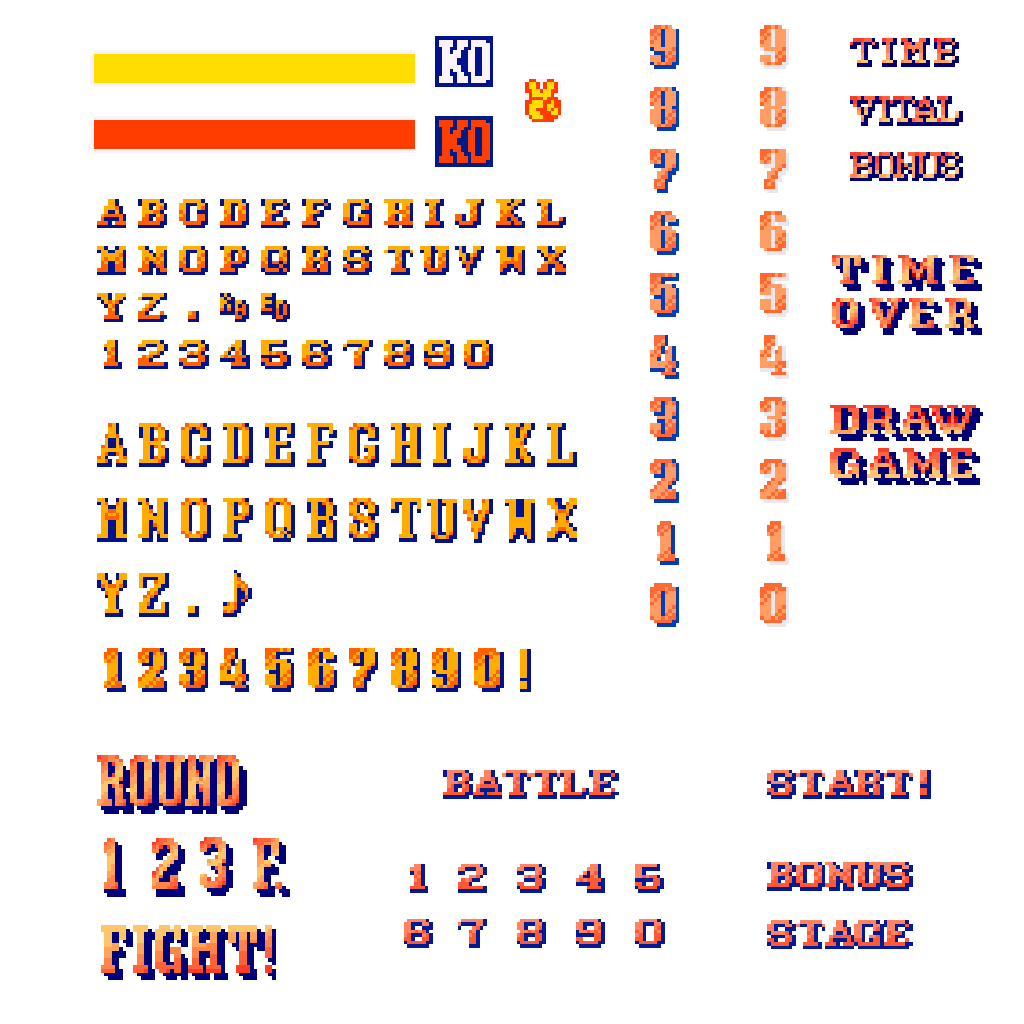 KO
KO
ABCDEFGHIJKL
MNOPQRSTUVWX
YZ.
1234567890
ABCDEFGHIJKL
MNOPQRSTUVWX
YZ.♪
1234567890!
9 9
8 8
7 7
6 6
5 5
4 4
3 3
2 2
1 1
0 0
TIME
VITAL
BONUS
TIME
OVER
DRAW
GAME
ROUND
1 2 3 F.
FIGHT!
BATTLE
1 2 3 4 5
6 7 8 9 0
START!
BONUS
STAGE